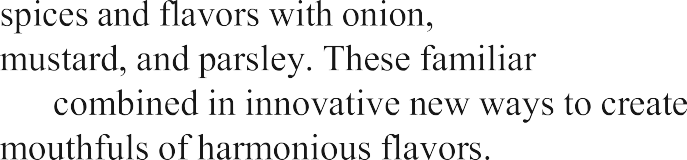 spices and flavors with onion,
mustard, and parsley. These familiar
combined in innovative new ways to create
mouthfuls of harmonious flavors.